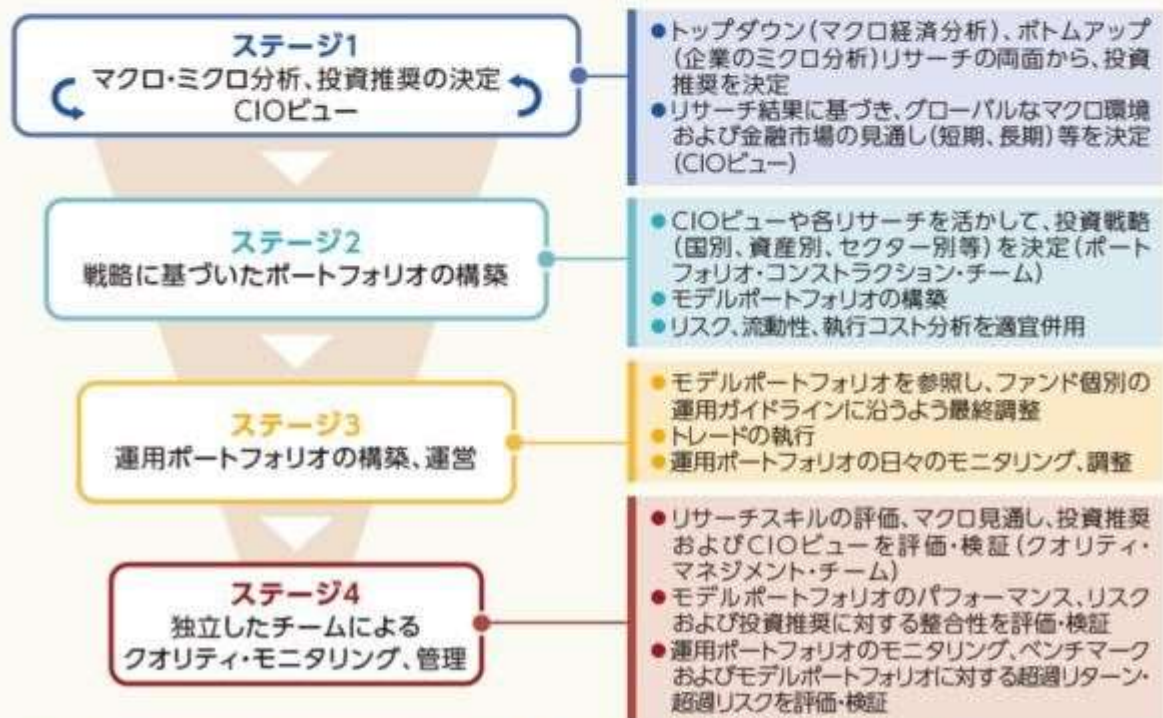 ステージ1
マクロ・ミクロ分析、投資推奨の決定
CIOビュー
●トップダウン(マクロ経済分析)、ボトムアップ
(企業のミクロ分析)リサーチの両面から、投資
推奨を決定
●リサーチ結果に基づき、グローバルなマクロ環境
および金融市場の見通し(短期、長期)等を決定
(CIOビュー)
ステージ2
戦略に基づいたポートフォリオの構築
●CIOビューや各リサーチを活かして、投資戦略
(国別、資産別、セクター別等)を決定(ポート
フォリオ・コンストラクション・チーム)
●モデルポートフォリオの構築
●リスク、流動性、執行コスト分析を適宜併用
ステージ3
運用ポートフォリオの構築、運営
●モデルポートフォリオを参照し、ファンド個別の
運用ガイドラインに沿うよう最終調整
●トレードの執行
●運用ポートフォリオの日々のモニタリング、調整
ステージ4
独立したチームによる
クオリティ・モニタリング、管理
●リサーチスキルの評価、マクロ見通し、投資推奨
およびCIOビューを評価・検証(クオリティ・
マネジメント・チーム)
●モデルポートフォリオのパフォーマンス、リスク
および投資推奨に対する整合性を評価・検証
●運用ポートフォリオのモニタリング、ベンチマーク
およびモデルポートフォリオに対する超過リターン・
超過リスクを評価・検証